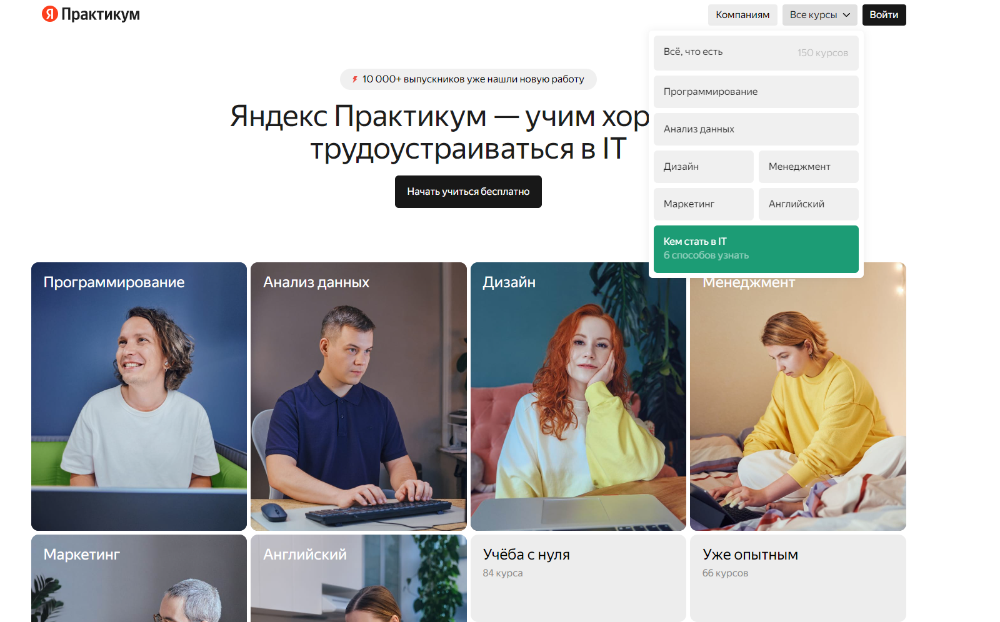 Я Практикум
Компаниям
Все курсы
Войти
Всё, что есть
150 курсов
Программирование
Анализ данных
Дизайн
Менеджмент
Маркетинг
Английский
Кем стать в IT
6 способов узнать
10 000+ выпускников уже нашли новую работу
Яндекс Практикум — учим хор
трудоустраиваться в IT
Начать учиться бесплатно
Программирование
Анализ данных
Дизайн
Менеджмент
Маркетинг
Английский
Учёба с нуля
84 курса
Уже опытным
66 курсов